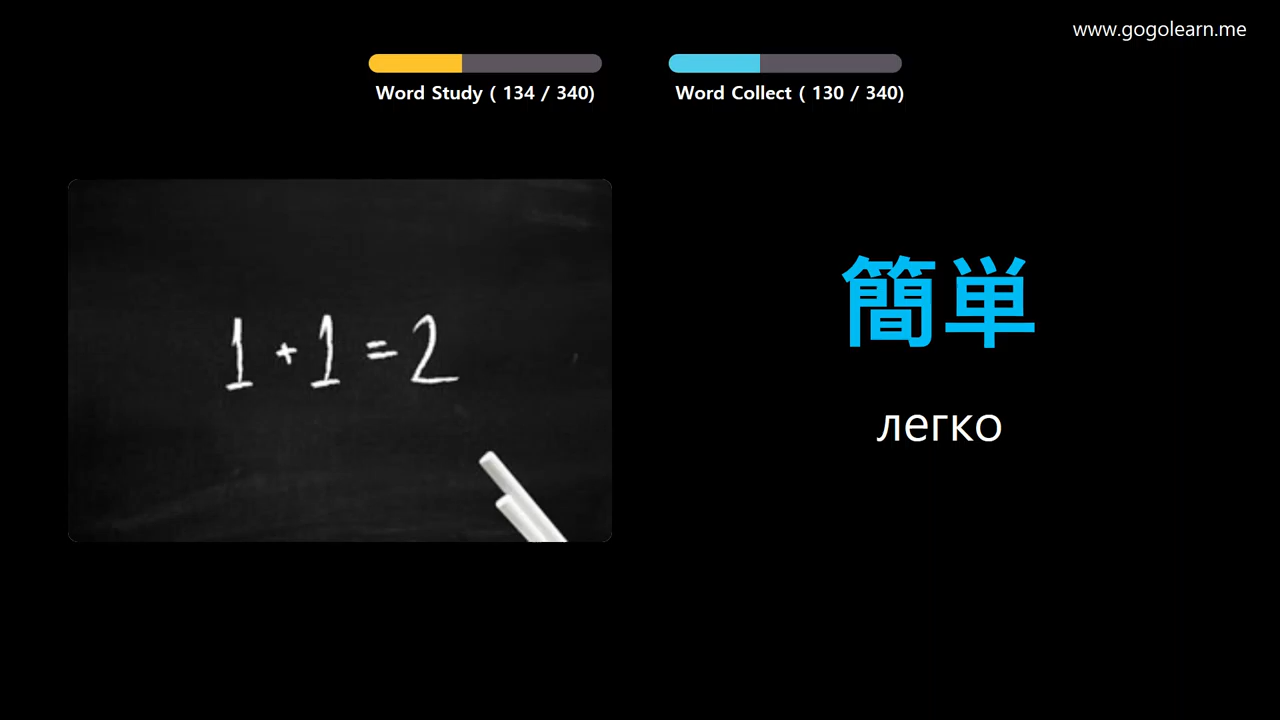 www.gogolearn.me
Word Study ( 134 / 340)
Word Collect ( 130 / 340)
1 + 1 = 2
簡単
легко